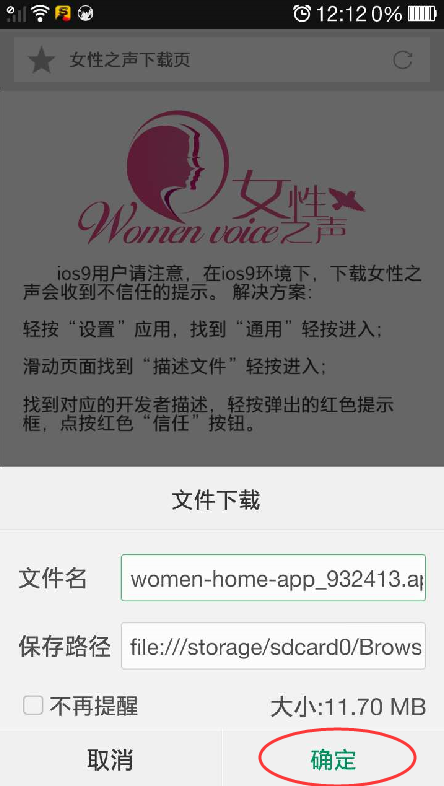 12:12 0%
女性之声下载页
女性之声
Women voice
ios9用户请注意，在ios9环境下，下载女性之
声会收到不信任的提示。 解决方案：
轻按“设置”应用，找到“通用”轻按进入；
滑动页面找到“描述文件”轻按进入；
找到对应的开发者描述，轻按弹出的红色提示
框，点按红色“信任”按钮。
文件下载
文件名 women-home-app_932413.ap
保存路径 file:///storage/sdcard0/Brows
不再提醒 大小:11.70 MB
取消 确定